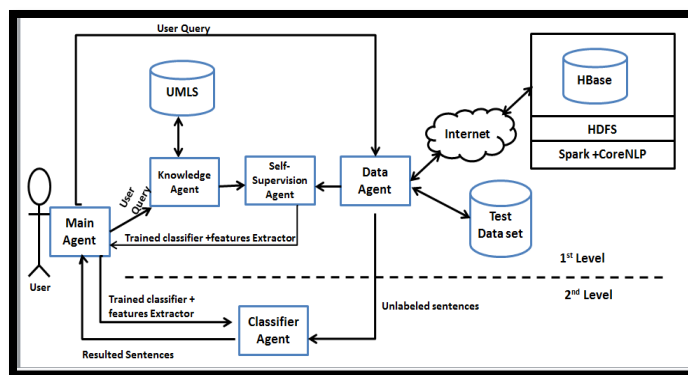 User Query
UMLS
HBase
HDFS
Spark +CoreNLP
Internet
Knowledge
Agent
Self-
Supervision
Agent
Data
Agent
User
Query
Main
Agent
Test
Data set
Trained classifier +features Extractor
User
1st Level
2nd Level
Trained classifier +
features Extractor
Unlabeled sentences
Classifier
Agent
Resulted Sentences